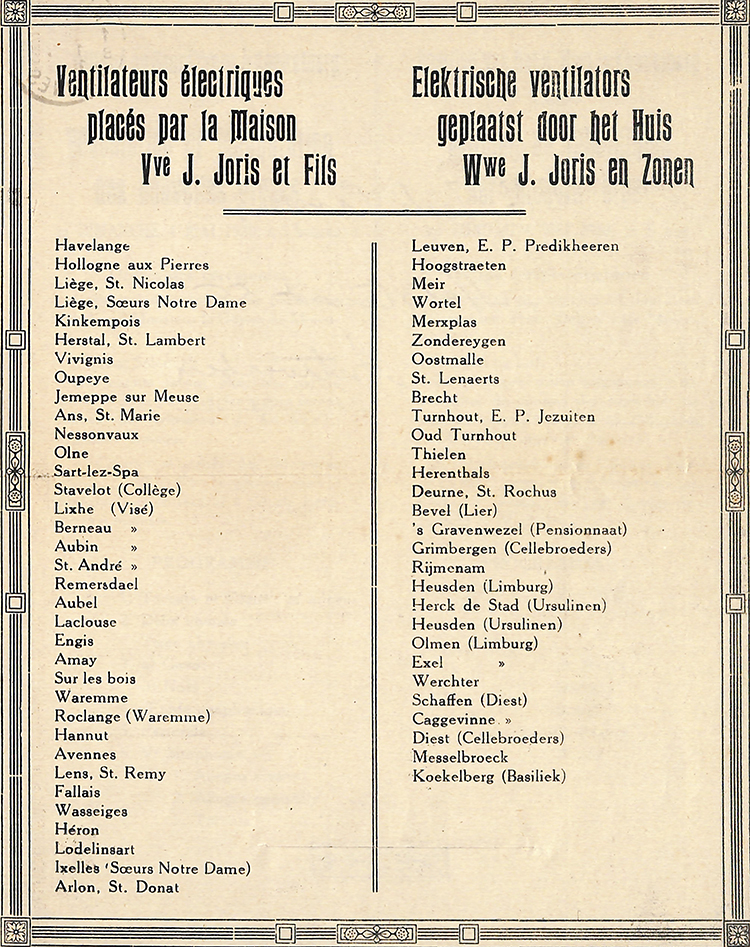 Ventilateurs électriques
placés par la Maison
Vve J. Joris et Fils
Havelange
Hollogne aux Pierres
Liège, St. Nicolas
Liège, Sœurs Notre Dame
Kinkempois
Herstal, St. Lambert
Vivignis
Oupeye
Jemeppe sur Meuse
Ans, St. Marie
Nessonvaux
Olne
Sart-lez-Spa
Stavelot (Collège)
Lixhe (Visé)
Berneau »
Aubin »
St. André »
Remersdael
Aubel
Laclouse
Engis
Amay
Sur les bois
Waremme
Roclange (Waremme)
Hannut
Avennes
Lens, St. Remy
Fallais
Wasseiges
Héron
Lodelinsart
Ixelles 'Sœurs Notre Dame)
Arlon, St. Donat
Elektrische ventilators
geplaatst door het Huis
Wwe J. Joris en Zonen
Leuven, E. P. Predikheeren
Hoogstraeten
Meir
Wortel
Merxplas
Zondereygen
Oostmalle
St. Lenaerts
Brecht
Turnhout, E. P. Jezuiten
Oud Turnhout
Thielen
Herenthals
Deurne, St. Rochus
Bevel (Lier)
's Gravenwezel (Pensionnaat)
Grimbergen (Cellebroeders)
Rijmenam
Heusden (Limburg)
Herck de Stad (Ursulinen)
Heusden (Ursulinen)
Olmen (Limburg)
Exel »
Werchter
Schaffen (Diest)
Caggevinne »
Diest (Cellebroeders)
Messelbroeck
Koekelberg (Basiliek)